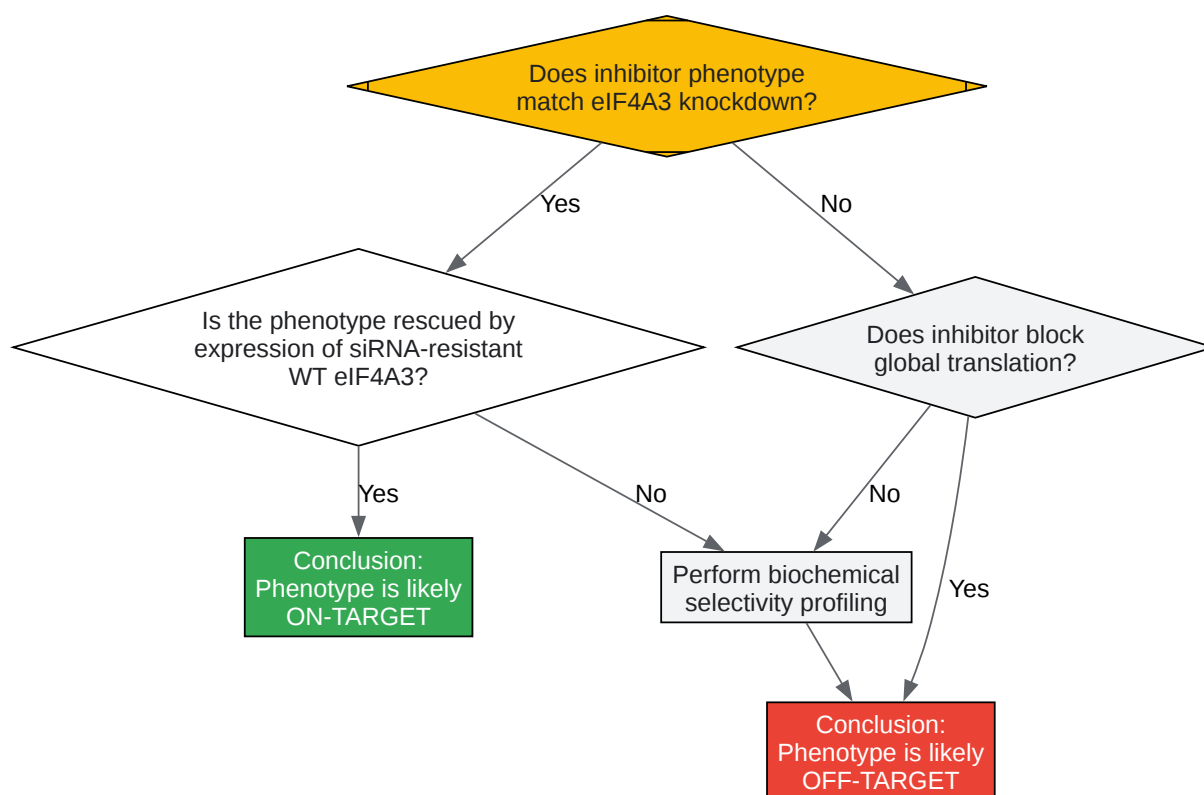 Does inhibitor phenotype
match eIF4A3 knockdown?
Yes
No
Is the phenotype rescued by
expression of siRNA-resistant
WT eIF4A3?
Does inhibitor block
global translation?
Yes
No
No
Yes
Conclusion:
Phenotype is likely
ON-TARGET
Perform biochemical
selectivity profiling
Conclusion:
Phenotype is likely
OFF-TARGET